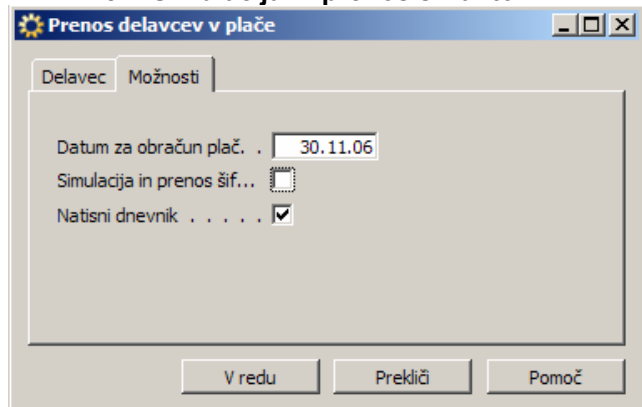 Prenos delavcev v plače
Delavec Možnosti
Datum za obračun plač. . 30.11.06
Simulacija in prenos šif...
Natisni dnevnik . . . . .
V redu Prekliči Pomoč